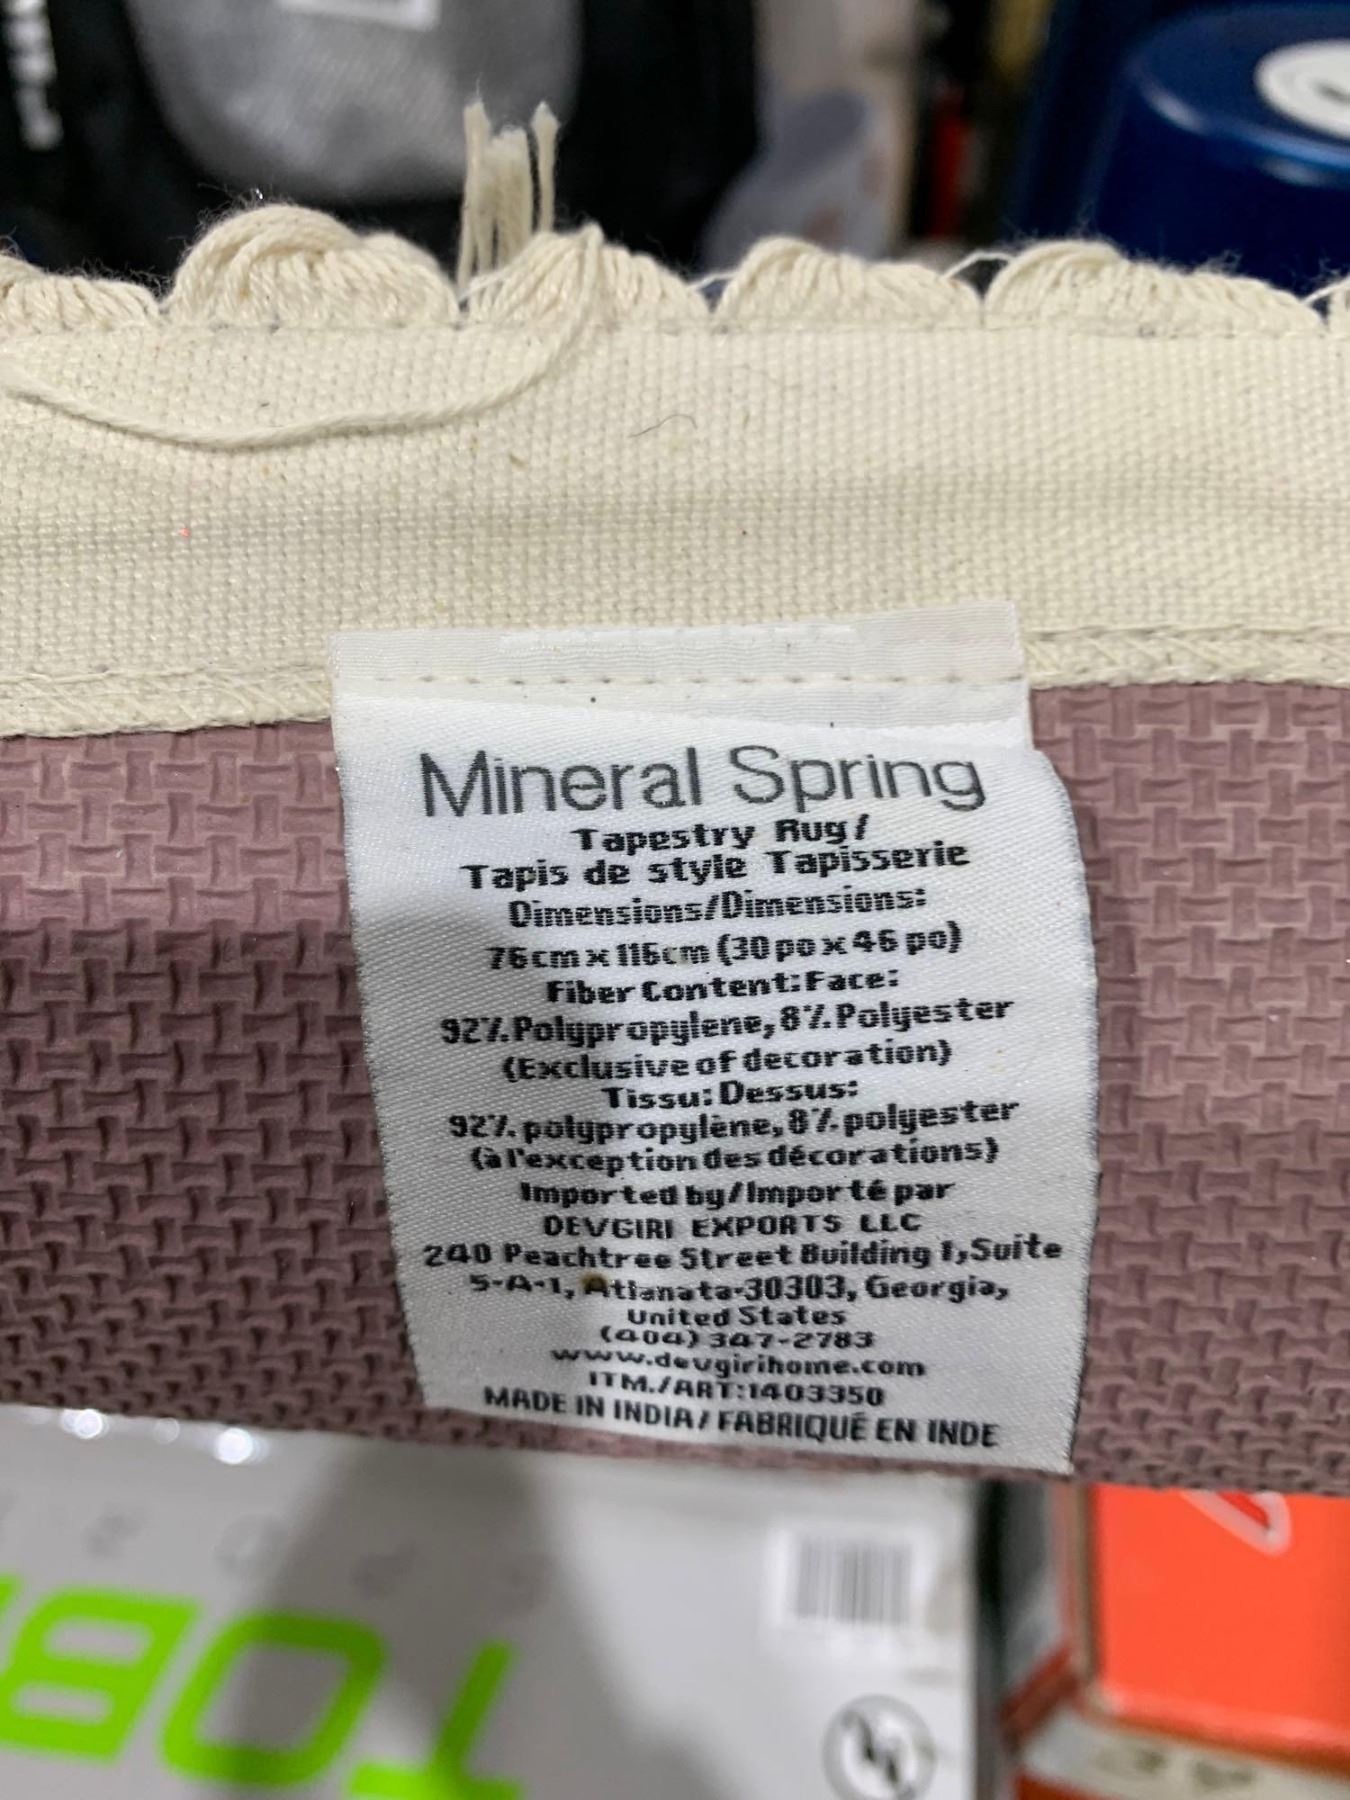 Mineral Spring
Tapestry Rug/
Tapis de style Tapisserie
Dimensions/Dimensions:
76cm x 116cm (30 po x 46 po)
Fiber Content: Face:
92% Polypropylene, 8% Polyester
(Exclusive of decoration)
Tissu: Dessus:
92% polypropylène, 8% polyester
(à l'exception des décorations)
Imported by/Importé par
DEVGIRI EXPORTS LLC
240 Peachtree Street Building 1, Suite
5-A-1, Atlanata-30303, Georgia,
United States
(404) 347-2783
www.devgirihome.com
ITM./ART:1403350
MADE IN INDIA / FABRIQUÉ EN INDE
TOB